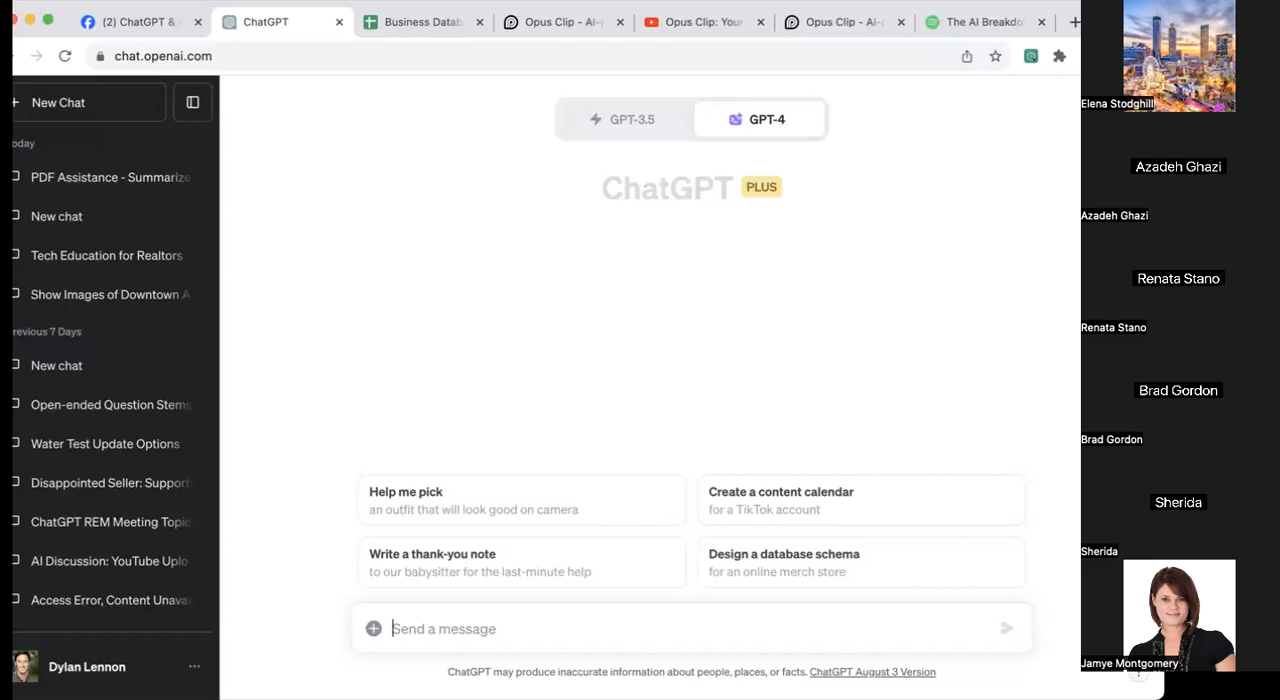 (2) ChatGPT &
ChatGPT
Business Datab
Opus Clip - AI-p
Opus Clip: Your
Opus Clip - AI-p
The AI Breakdo
chat.openai.com
New Chat
oday
PDF Assistance - Summarize
New chat
Tech Education for Realtors
Show Images of Downtown A
revious 7 Days
New chat
Open-ended Question Stems
Water Test Update Options
Disappointed Seller: Support
ChatGPT REM Meeting Topic
AI Discussion: YouTube Uplo
Access Error, Content Unava
Dylan Lennon
GPT-3.5
GPT-4
ChatGPT PLUS
Help me pick
an outfit that will look good on camera
Create a content calendar
for a TikTok account
Write a thank-you note
to our babysitter for the last-minute help
Design a database schema
for an online merch store
Send a message
ChatGPT may produce inaccurate information about people, places, or facts. ChatGPT August 3 Version
Elena Stodghill
Azadeh Ghazi
Azadeh Ghazi
Renata Stano
Renata Stano
Brad Gordon
Brad Gordon
Sherida
Sherida
Jamye Montgomery